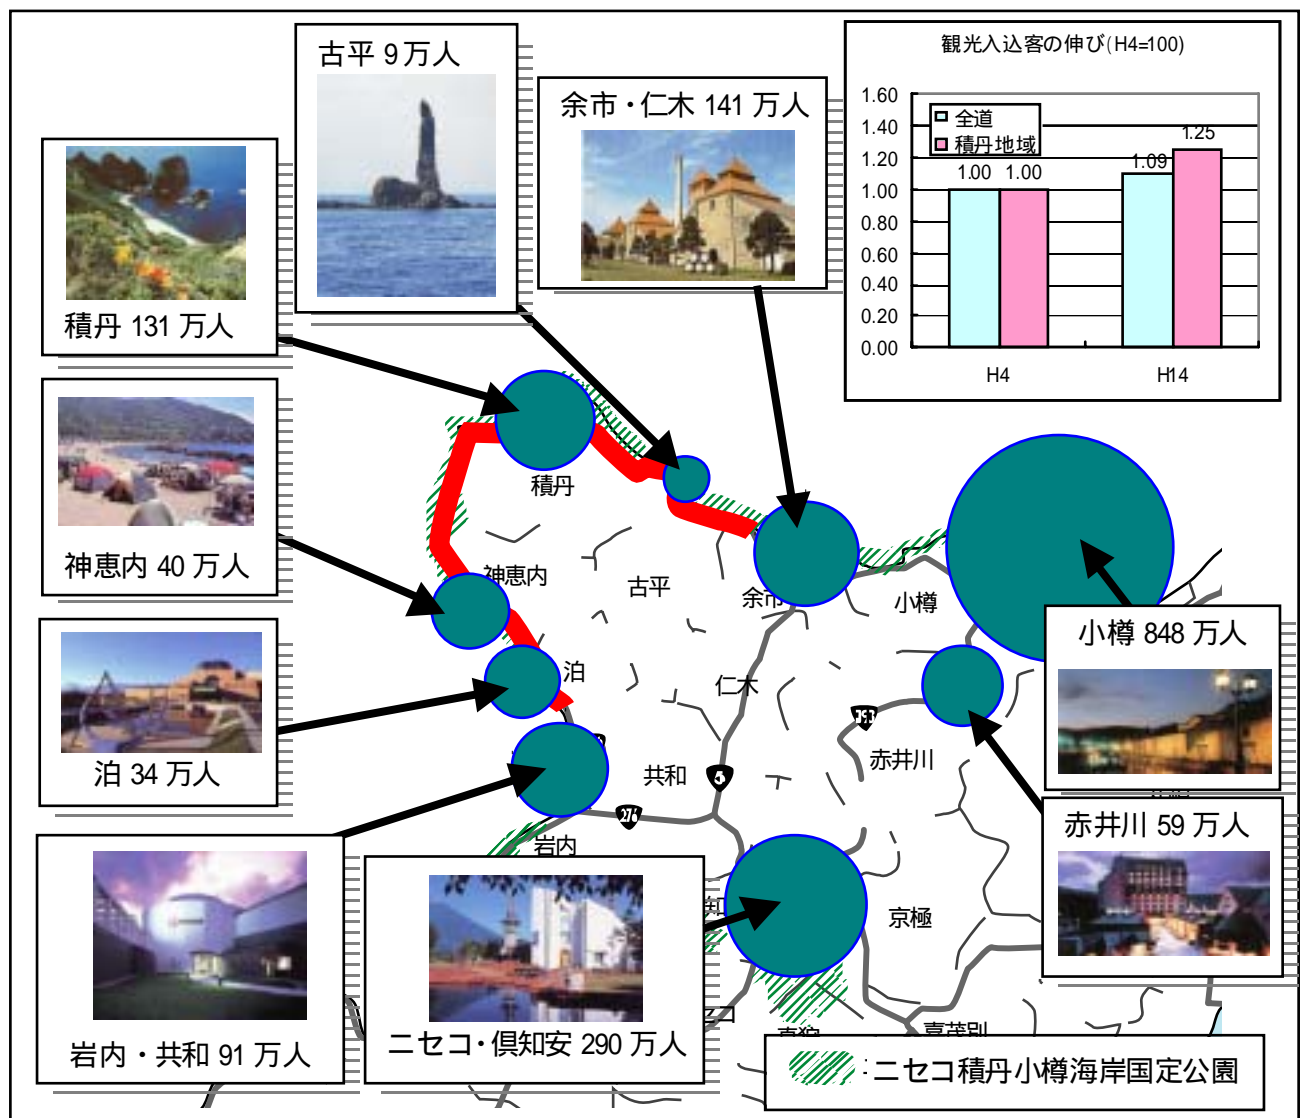 古平 9万人
余市・仁木 141 万人
観光入込客の伸び(H4=100)
1.60
1.40
1.20
1.00
0.80
0.60
0.40
0.20
0.00
全道
積丹地域
1.00
1.00
1.09
1.25
H4
H14
積丹 131 万人
神恵内 40 万人
泊 34 万人
岩内・共和 91 万人
ニセコ・倶知安 290 万人
小樽 848 万人
赤井川 59 万人
積丹
神恵内
古平
余市
小樽
泊
仁木
393
赤井川
共和
5
276
岩内
京極
ニセコ積丹小樽海岸国定公園